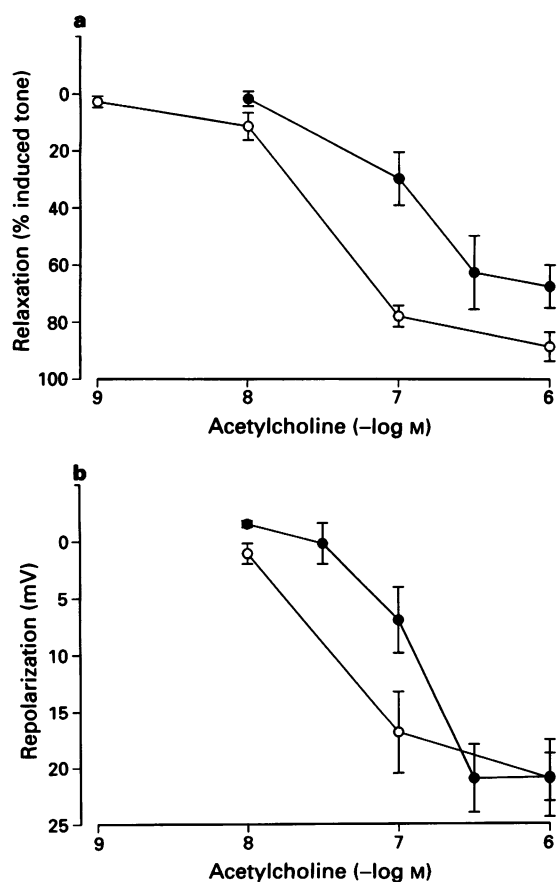 a
0
20
40
60
80
100
Relaxation (% induced tone)
9 8 7 6
Acetylcholine (–log M)
b
0
5
10
15
20
25
Repolarization (mV)
9 8 7 6
Acetylcholine (–log M)